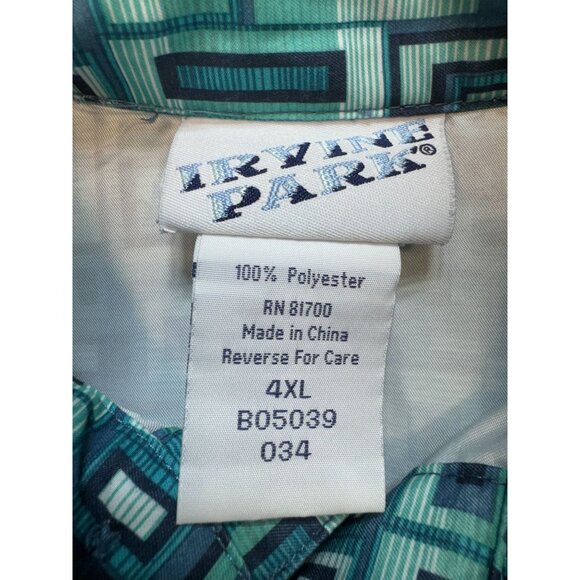 IRVINE
PARK®
100% Polyester
RN 81700
Made in China
Reverse For Care
4XL
B05039
034